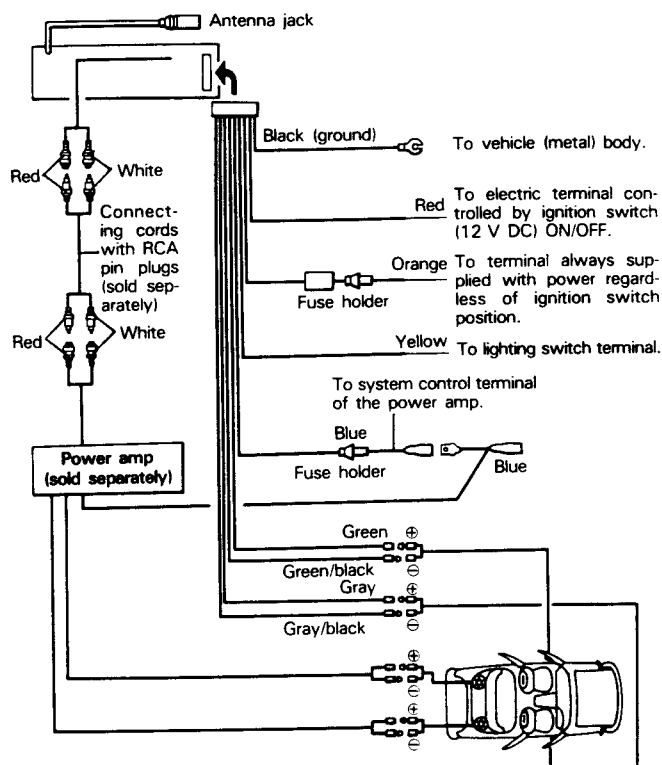 Antenna jack
Black (ground)
To vehicle (metal) body.
Red
White
Connect-
ing cords
with RCA
pin plugs
(sold sep-
arately)
Red
To electric terminal con-
trolled by ignition switch
(12 V DC) ON/OFF.
Orange
Fuse holder
To terminal always sup-
plied with power regard-
less of ignition switch
position.
Red
White
Yellow
To lighting switch terminal.
To system control terminal
of the power amp.
Blue
Fuse holder
Blue
Power amp
(sold separately)
Green
⊕
Green/black
⊖
Gray
⊕
Gray/black
⊖
⊕
⊖
⊕
⊖